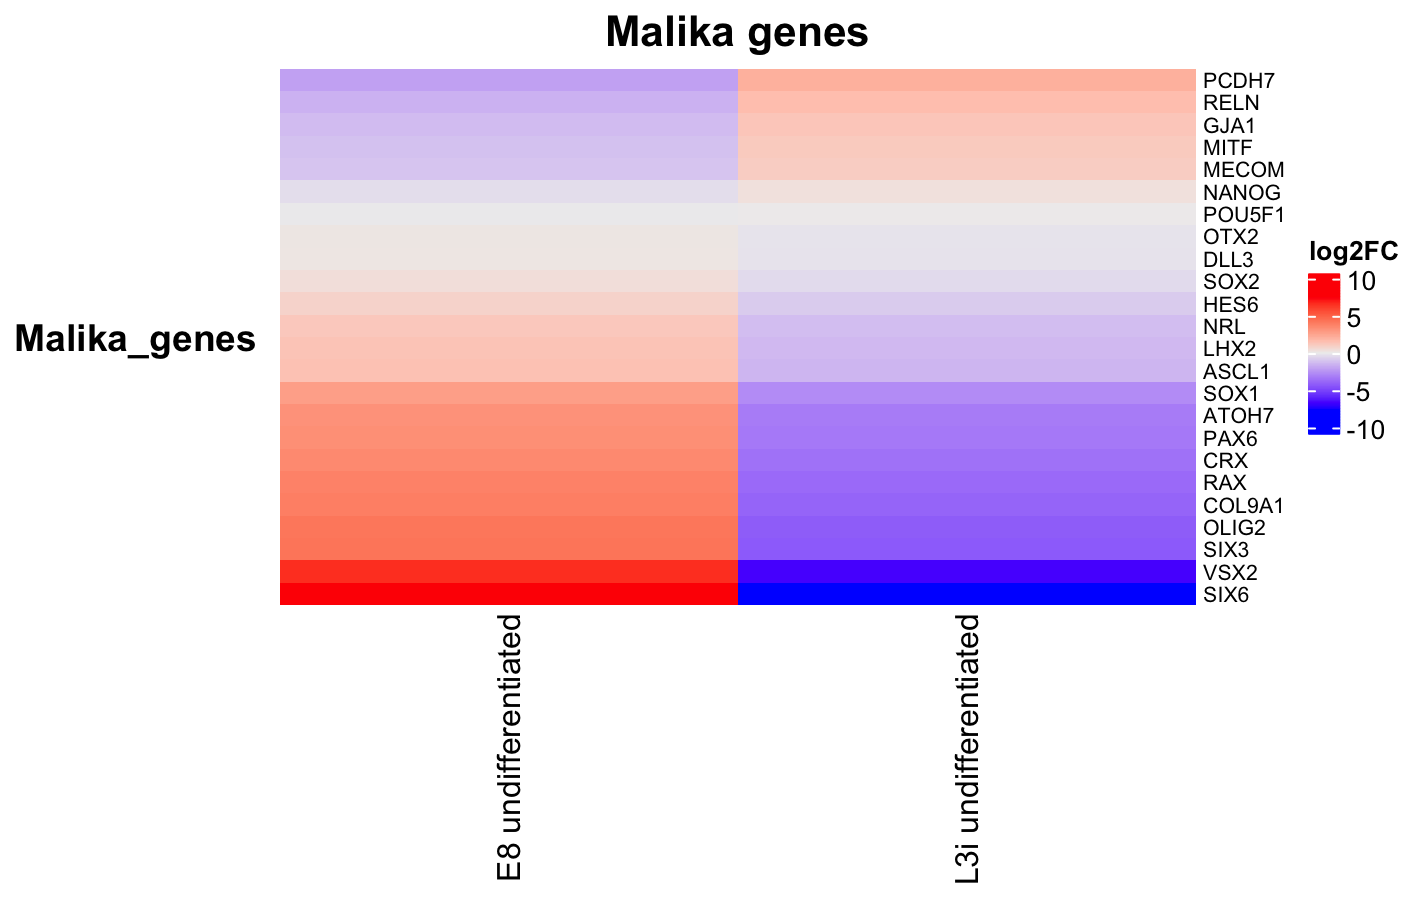 Malika genes
Malika_genes
PCDH7
RELN
GJA1
MITF
MECOM
NANOG
POU5F1
OTX2
DLL3
SOX2
HES6
NRL
LHX2
ASCL1
SOX1
ATOH7
PAX6
CRX
RAX
COL9A1
OLIG2
SIX3
VSX2
SIX6
log2FC
10
5
0
-5
-10
E8 undifferentiated
L3i undifferentiated